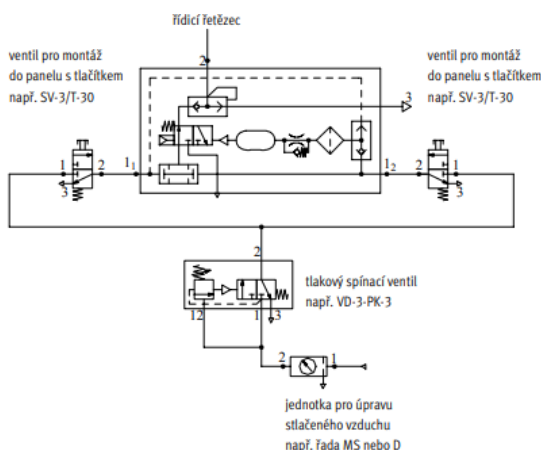 řídicí řetězec
ventil pro montáž
do panelu s tlačítkem
např. SV-3/T-30
ventil pro montáž
do panelu s tlačítkem
např. SV-3/T-30
2
3
1 2 1₁
1₂ 2 1
3
3
2
tlakový spínací ventil
např. VD-3-PK-3
12 1 3
2 1
jednotka pro úpravu
stlačeného vzduchu
např. řada MS nebo D